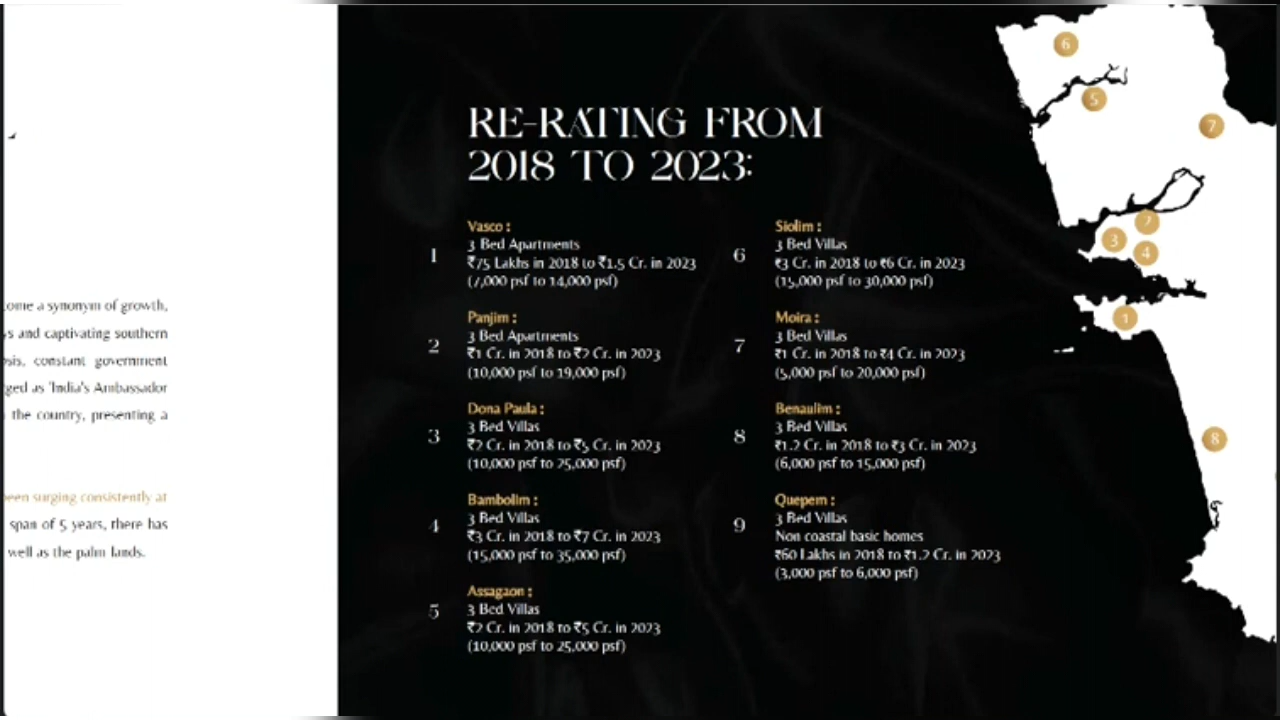 come a synonym of growth,
s and captivating southern
sis, constant government
ged as 'India's Ambassador
the country, presenting a
been surging consistently at
span of 5 years, there has
well as the palm lands.
RE-RATING FROM
2018 TO 2023:
1
Vasco :
3 Bed Apartments
₹75 Lakhs in 2018 to ₹1.5 Cr. in 2023
(7,000 psf to 14,000 psf)
2
Panjim :
3 Bed Apartments
₹1 Cr. in 2018 to ₹2 Cr. in 2023
(10,000 psf to 19,000 psf)
3
Dona Paula :
3 Bed Villas
₹2 Cr. in 2018 to ₹5 Cr. in 2023
(10,000 psf to 25,000 psf)
4
Bambolim :
3 Bed Villas
₹3 Cr. in 2018 to ₹7 Cr. in 2023
(15,000 psf to 35,000 psf)
5
Assagaon :
3 Bed Villas
₹2 Cr. in 2018 to ₹5 Cr. in 2023
(10,000 psf to 25,000 psf)
6
Siolim :
3 Bed Villas
₹3 Cr. in 2018 to ₹6 Cr. in 2023
(15,000 psf to 30,000 psf)
7
Moira :
3 Bed Villas
₹1 Cr. in 2018 to ₹4 Cr. in 2023
(5,000 psf to 20,000 psf)
8
Benaulim :
3 Bed Villas
₹1.2 Cr. in 2018 to ₹3 Cr. in 2023
(6,000 psf to 15,000 psf)
9
Quepem :
3 Bed Villas
Non coastal basic homes
₹60 Lakhs in 2018 to ₹1.2 Cr. in 2023
(3,000 psf to 6,000 psf)
6
5
7
2
3
4
1
8